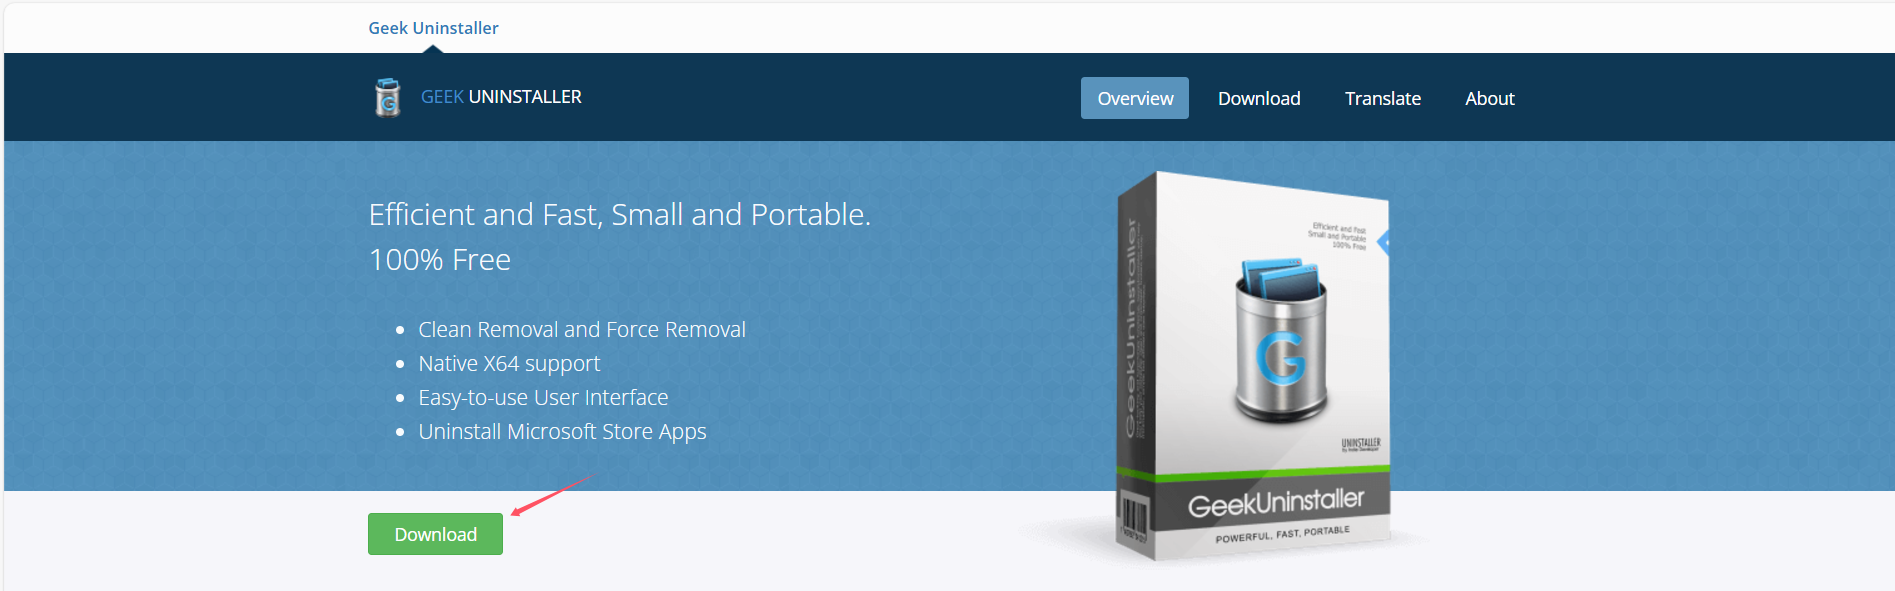 Geek Uninstaller
GEEK UNINSTALLER
Overview
Download
Translate
About
Efficient and Fast, Small and Portable.
100% Free
Clean Removal and Force Removal
Native X64 support
Easy-to-use User Interface
Uninstall Microsoft Store Apps
Download
Efficient and Fast
Small and Portable
100% Free
GeekUninstaller
G
UNINSTALLER
GeekUninstaller
POWERFUL, FAST, PORTABLE